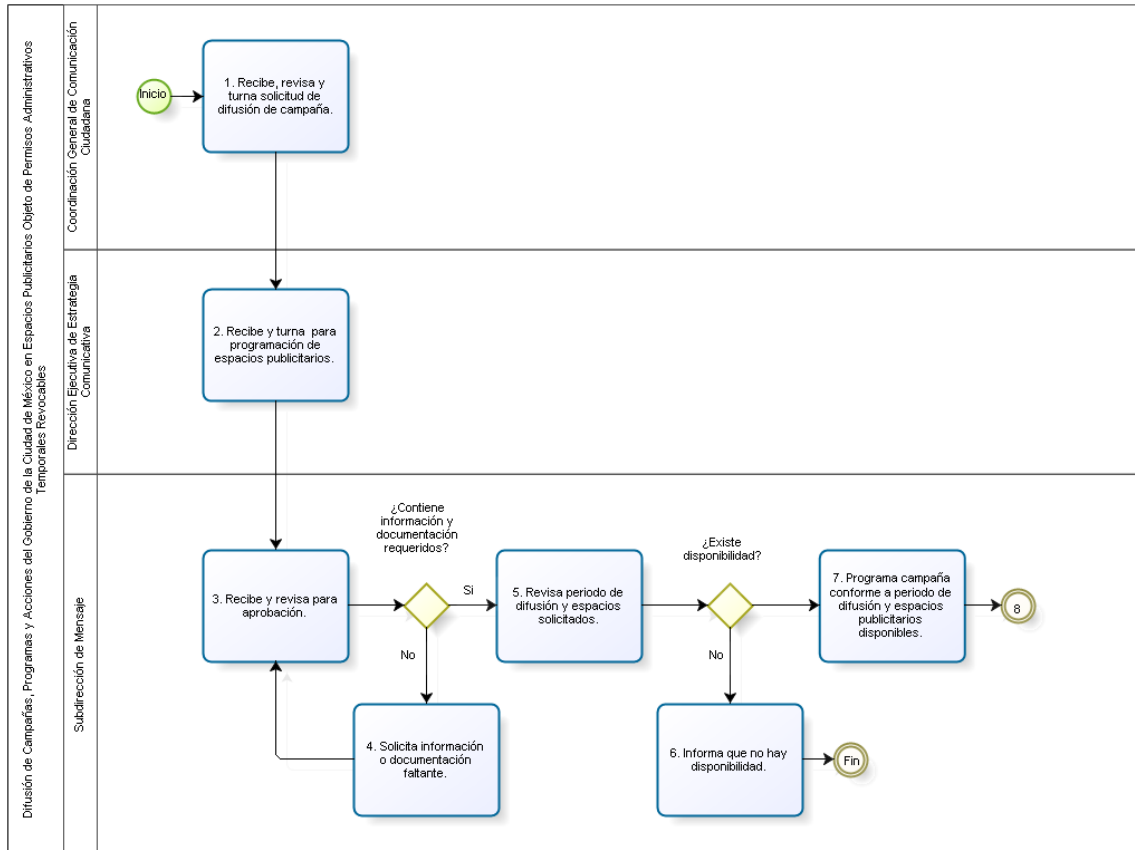 Difusión de Campañas, Programas y Acciones del Gobierno de la Ciudad de México en Espacios Publicitarios Objeto de Permisos Administrativos
Temporales Revocables
Coordinación General de Comunicación
Ciudadana
Inicio
1. Recibe, revisa y
turna solicitud de
difusión de campaña.
Dirección Ejecutiva de Estrategia
Comunicativa
2. Recibe y turna para
programación de
espacios publicitarios.
Subdirección de Mensaje
3. Recibe y revisa para
aprobación.
¿Contiene
información y
documentación
requeridos?
Si
No
4. Solicita información
o documentación
faltante.
5. Revisa periodo de
difusión y espacios
solicitados.
¿Existe
disponibilidad?
No
6. Informa que no hay
disponibilidad.
Fin
7. Programa campaña
conforme a periodo de
difusión y espacios
publicitarios
disponibles.
8